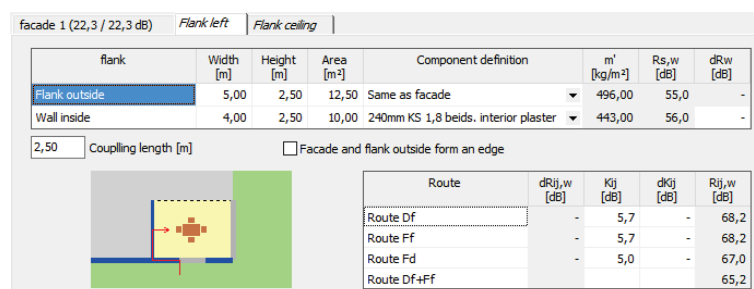 facade 1 (22,3 / 22,3 dB) Flank left Flank ceiling
flank Width [m] Height [m] Area [m²] Component definition m' [kg/m²] Rs,w [dB] dRw [dB]
Flank outside 5,00 2,50 12,50 Same as facade 496,00 55,0 -
Wall inside 4,00 2,50 10,00 240mm KS 1,8 beids. interior plaster 443,00 56,0 -
2,50 Couplling length [m] Facade and flank outside form an edge
Route dRij,w [dB] Kij [dB] dKij [dB] Rij,w [dB]
Route Df - 5,7 - 68,2
Route Ff - 5,7 - 68,2
Route Fd - 5,0 - 67,0
Route Df+Ff 65,2